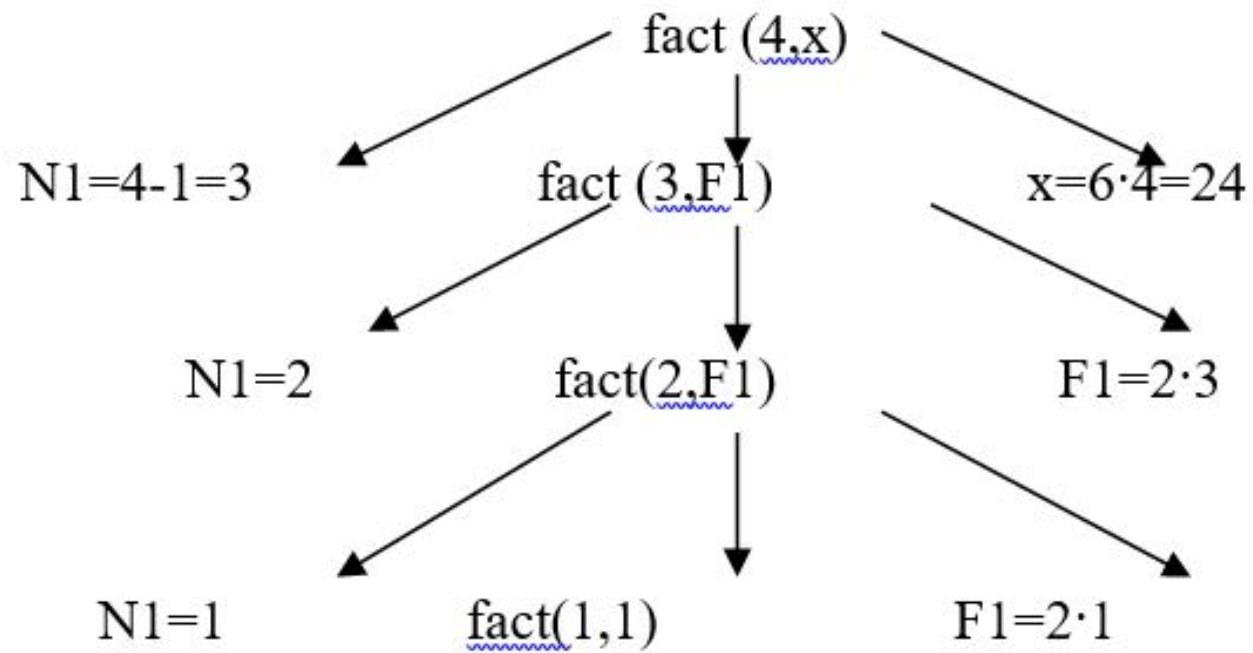 fact (4,x)
N1=4-1=3 fact (3,F1) x=6·4=24
N1=2 fact(2,F1) F1=2·3
N1=1 fact(1,1) F1=2·1